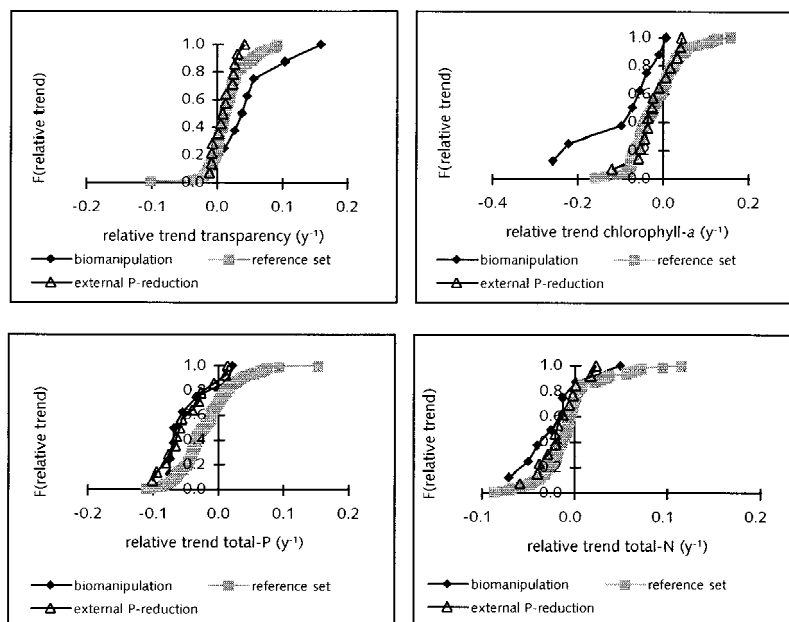 F(relative trend)
1.0
0.8
0.6
0.4
0.2
0.0
-0.2 -0.1 0.0 0.1 0.2
relative trend transparency (y-1)
biomanipulation reference set
external P-reduction
F(relative trend)
1.0
0.8
0.6
0.4
0.2
0.0
-0.4 -0.2 0.0 0.2
relative trend chlorophyll-a (y-1)
biomanipulation reference set
external P-reduction
F(relative trend)
1.0
0.8
0.6
0.4
0.2
0.0
-0.2 -0.1 0.0 0.1 0.2
relative trend total-P (y-1)
biomanipulation reference set
external P-reduction
F(relative trend)
1.0
0.8
0.6
0.4
0.2
0.0
-0.1 0.0 0.1 0.2
relative trend total-N (y-1)
biomanipulation reference set
external P-reduction